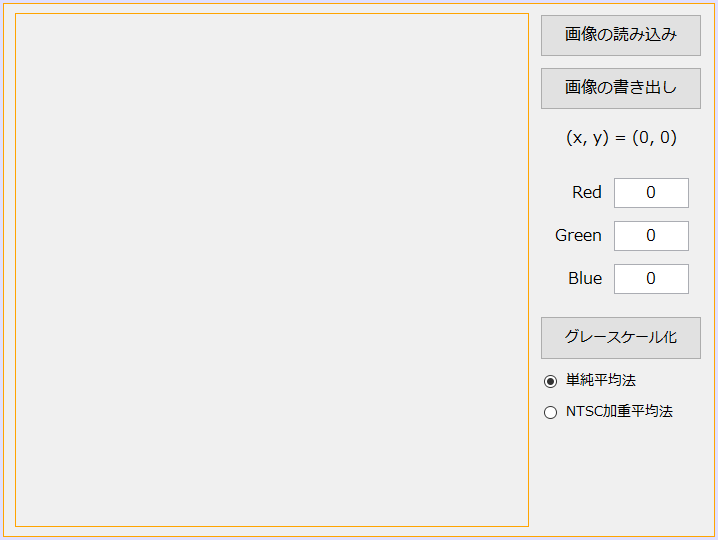 画像の読み込み
画像の書き出し
(x, y) = (0, 0)
Red 0
Green 0
Blue 0
グレースケール化
単純平均法
NTSC加重平均法